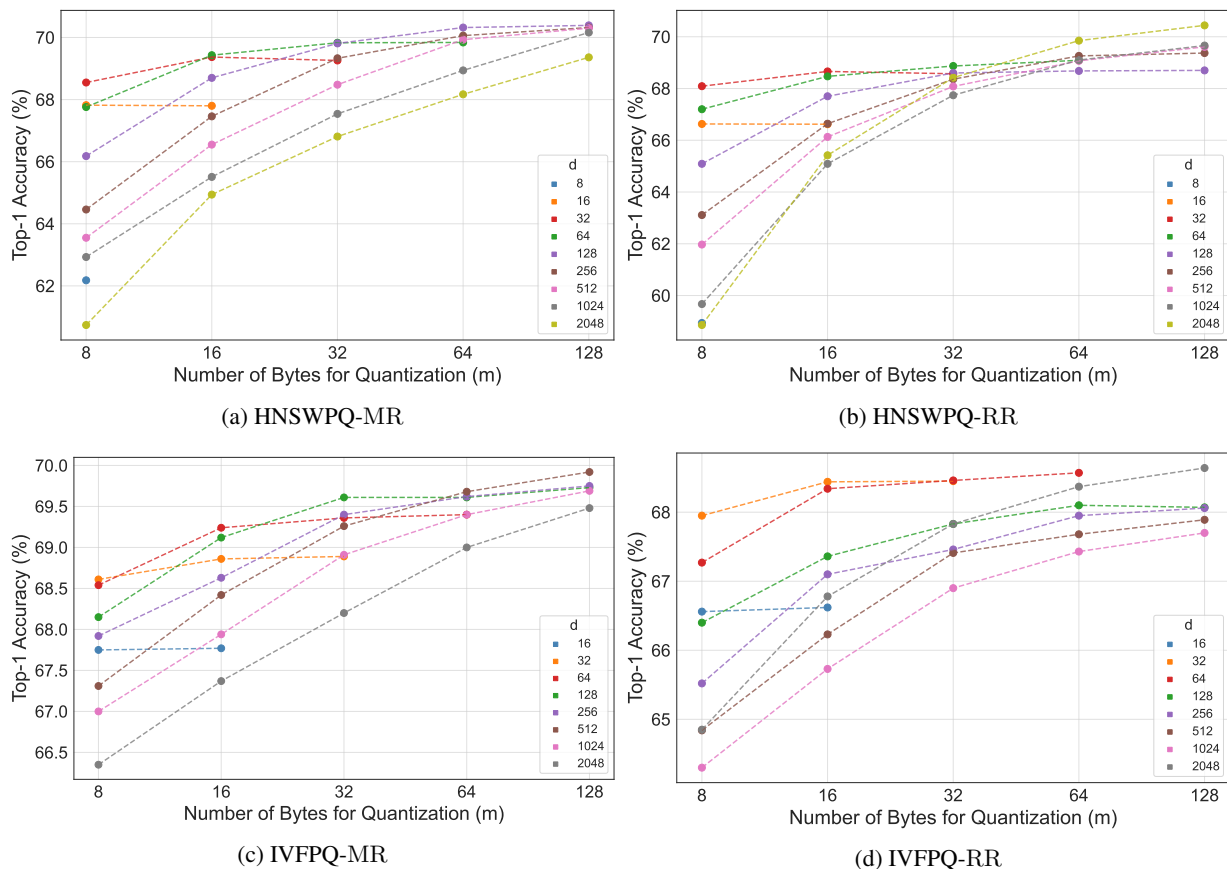 70
68
66
64
62
Top-1 Accuracy (%)
d
8
16
32
64
128
256
512
1024
2048
8 16 32 64 128
Number of Bytes for Quantization (m)
(a) HNSWPQ-MR
70
68
66
64
62
60
Top-1 Accuracy (%)
d
8
16
32
64
128
256
512
1024
2048
8 16 32 64 128
Number of Bytes for Quantization (m)
(b) HNSWPQ-RR
70.0
69.5
69.0
68.5
68.0
67.5
67.0
66.5
Top-1 Accuracy (%)
d
16
32
64
128
256
512
1024
2048
8 16 32 64 128
Number of Bytes for Quantization (m)
(c) IVFPQ-MR
68
67
66
65
Top-1 Accuracy (%)
d
16
32
64
128
256
512
1024
2048
8 16 32 64 128
Number of Bytes for Quantization (m)
(d) IVFPQ-RR